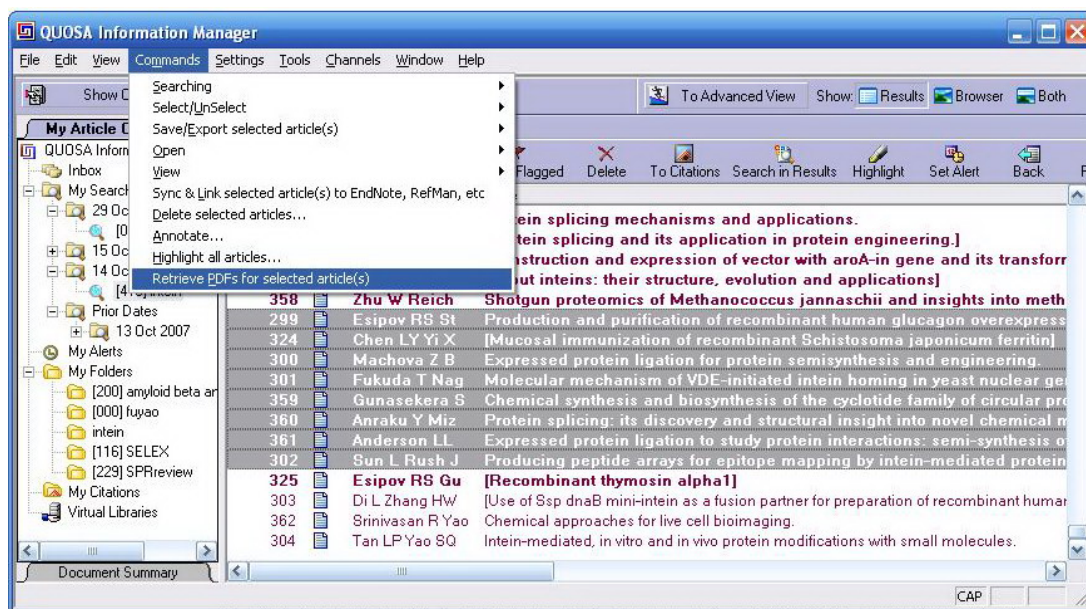 QUOSA Information Manager
File Edit View Commands Settings Tools Channels Window Help
Show To Advanced View Show: Results Browser Both
Searching
Select/UnSelect
Save/Export selected article(s)
Open
View
Sync & Link selected article(s) to EndNote, RefMan, etc
Delete selected articles...
Annotate...
Highlight all articles...
Retrieve PDFs for selected article(s)
My Article
QUOSA Inforn
Inbox
My Search
29 Oc
[0
15 Oc
14 Oc
[41
Prior Dates
13 Oct 2007
My Alerts
My Folders
[200] amyloid beta ar
[000] fuyao
intein
[116] SELEX
[229] SPRreview
My Citations
Virtual Libraries
Document Summary
Flagged Delete To Citations Search in Results Highlight Set Alert Back
tein splicing mechanisms and applications.
tein splicing and its application in protein engineering.]
nstruction and expression of vector with aroA-in gene and its transforr
out inteins: their structure, evolution and applications]
358 Zhu W Reich Shotgun proteomics of Methanococcus jannaschii and insights into meth
299 Esipov RS St Production and purification of recombinant human glucagon overexpress
324 Chen LY Yi X [Mucosal immunization of recombinant Schistosoma japonicum ferritin]
300 Machova Z B Expressed protein ligation for protein semisynthesis and engineering.
301 Fukuda T Nag Molecular mechanism of VDE-initiated intein homing in yeast nuclear ge
359 Gunasekera S Chemical synthesis and biosynthesis of the cyclotide family of circular pro
360 Anraku Y Miz Protein splicing: its discovery and structural insight into novel chemical m
361 Anderson LL Expressed protein ligation to study protein interactions: semi-synthesis o
302 Sun L Rush J Producing peptide arrays for epitope mapping by intein-mediated protein
325 Esipov RS Gu [Recombinant thymosin alpha1]
303 Di L Zhang HW [Use of Ssp dnaB mini-intein as a fusion partner for preparation of recombinant humar
362 Srinivasan R Yao Chemical approaches for live cell bioimaging.
304 Tan LP Yao SQ Intein-mediated, in vitro and in vivo protein modifications with small molecules.
CAP